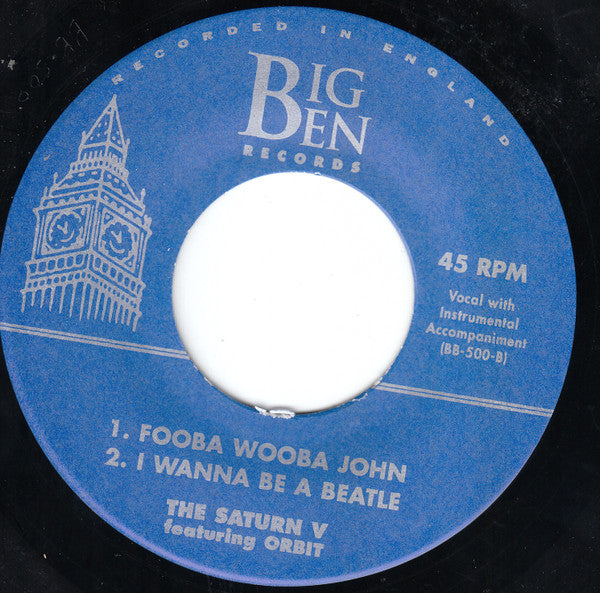 RECORDED IN ENGLAND
BIG
BEN
RECORDS
45 RPM
Vocal with
Instrumental
Accompaniment
(BB-500-B)
1. FOOBA WOOBA JOHN
2. I WANNA BE A BEATLE
THE SATURN V
featuring ORBIT